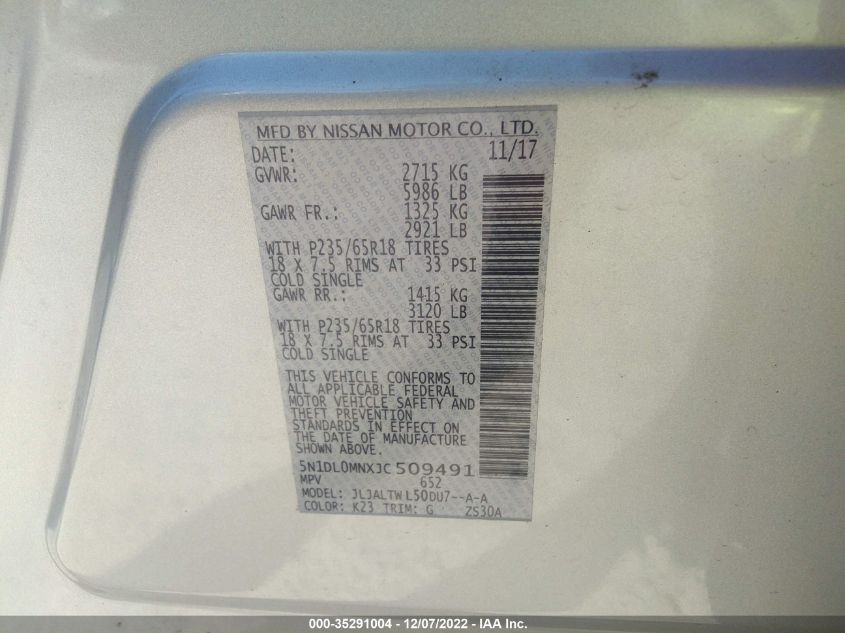 MFD BY NISSAN MOTOR CO., LTD.
DATE: 11/17
GVWR: 2715 KG
5986 LB
GAWR FR.: 1325 KG
2921 LB
WITH P235/65R18 TIRES
18 X 7.5 RIMS AT 33 PSI
COLD SINGLE
GAWR RR.: 1415 KG
3120 LB
WITH P235/65R18 TIRES
18 X 7.5 RIMS AT 33 PSI
COLD SINGLE
THIS VEHICLE CONFORMS TO
ALL APPLICABLE FEDERAL
MOTOR VEHICLE SAFETY AND
THEFT PREVENTION
STANDARDS IN EFFECT ON
THE DATE OF MANUFACTURE
SHOWN ABOVE.
5N1DL0MNXJC509491
MPV 652
MODEL: JLJALTWL50DU7--A-A
COLOR: K23 TRIM: G ZS30A
000-35291004 - 12/07/2022 - IAA Inc.